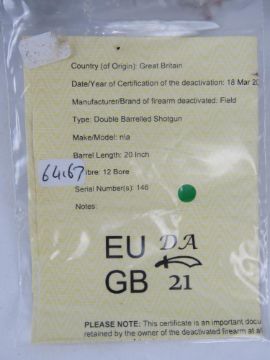 Country (of Origin): Great Britain
Date/Year of Certification of the deactivation: 18 Mar 20
Manufacturer/Brand of firearm deactivated: Field
Type: Double Barrelled Shotgun
Make/Model: n\a
Barrel Length: 20 Inch
64167
bre: 12 Bore
Serial Number(s): 146
Notes:
EU DA
GB 21
PLEASE NOTE: This certificate is an important docu
retained by the owner of the deactivated firearm at al